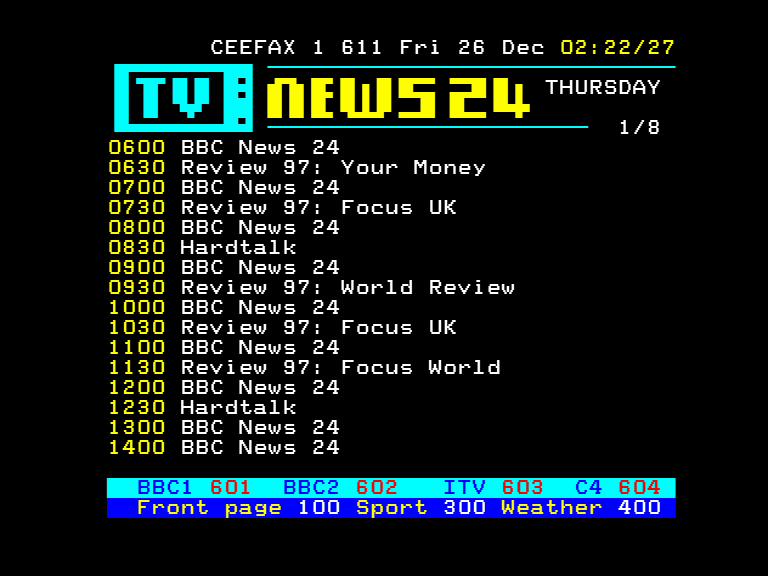 CEEFAX 1 611 Fri 26 Dec 02:22/27
TV: NEWS 24 THURSDAY
1/8
0600 BBC News 24
0630 Review 97: Your Money
0700 BBC News 24
0730 Review 97: Focus UK
0800 BBC News 24
0830 Hardtalk
0900 BBC News 24
0930 Review 97: World Review
1000 BBC News 24
1030 Review 97: Focus UK
1100 BBC News 24
1130 Review 97: Focus World
1200 BBC News 24
1230 Hardtalk
1300 BBC News 24
1400 BBC News 24
BBC1 601 BBC2 602 ITV 603 C4 604
Front page 100 Sport 300 Weather 400